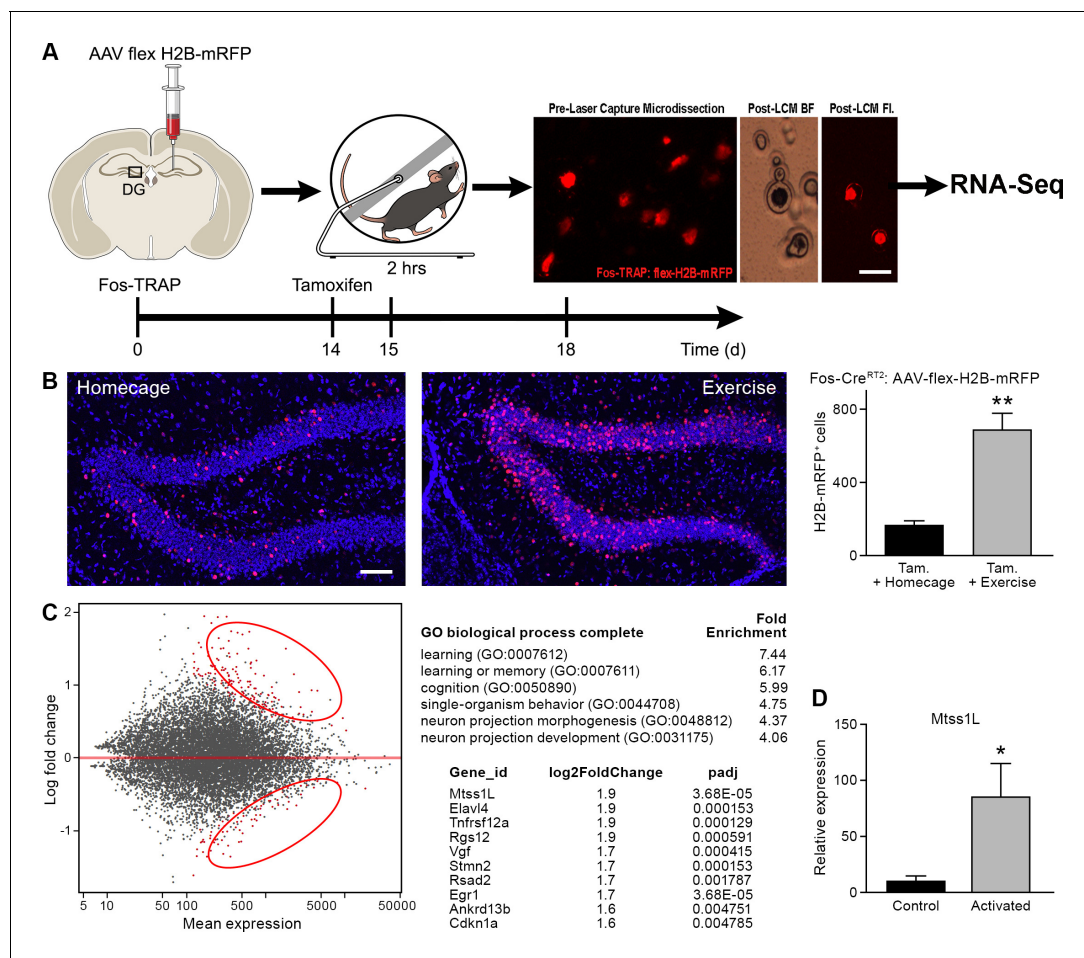 A
AAV flex H2B-mRFP
DG
2 hrs
Pre-Laser Capture Microdissection
Post-LCM BF
Post-LCM Fl.
Fos-TRAP: flex-H2B-mRFP
RNA-Seq
Fos-TRAP
Tamoxifen
0
14
15
18
Time (d)
B
Homecage
Exercise
Fos-CreRT2: AAV-flex-H2B-mRFP
H2B-mRFP+ cells
800
400
0
**
Tam.
+ Homecage
Tam.
+ Exercise
C
Log fold change
2
1
0
-1
5
10
50
100
500
5000
50000
Mean expression
GO biological process complete Fold Enrichment
learning (GO:0007612) 7.44
learning or memory (GO:0007611) 6.17
cognition (GO:0050890) 5.99
single-organism behavior (GO:0044708) 4.75
neuron projection morphogenesis (GO:0048812) 4.37
neuron projection development (GO:0031175) 4.06
Gene_id log2FoldChange padj
Mtss1L 1.9 3.68E-05
Elavl4 1.9 0.000153
Tnfrsf12a 1.9 0.000129
Rgs12 1.9 0.000591
Vgf 1.7 0.000415
Stmn2 1.7 0.000153
Rsad2 1.7 0.001787
Egr1 1.7 3.68E-05
Ankrd13b 1.6 0.004751
Cdkn1a 1.6 0.004785
D
Mtss1L
Relative expression
150
100
50
0
*
Control
Activated